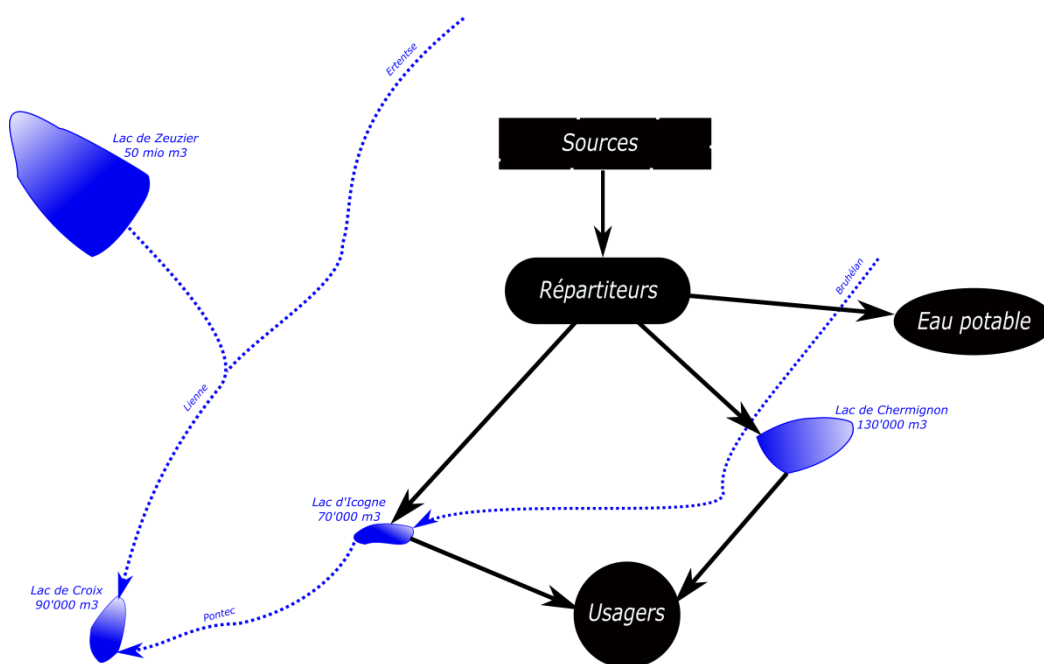 Ertentse
Lac de Zeuzier
50 mio m3
Sources
Répartiteurs
Bruhélan
Eau potable
Lienne
Lac de Chermignon
130'000 m3
Lac d'Icogne
70'000 m3
Lac de Croix
90'000 m3
Pontec
Usagers